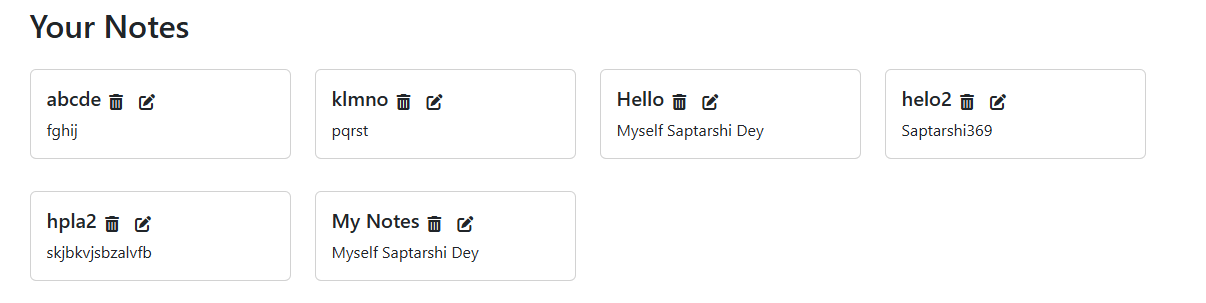 Your Notes
abcde
fghij
klmno
pqrst
Hello
Myself Saptarshi Dey
helo2
Saptarshi369
hpla2
skjbkvjsbzalvfb
My Notes
Myself Saptarshi Dey